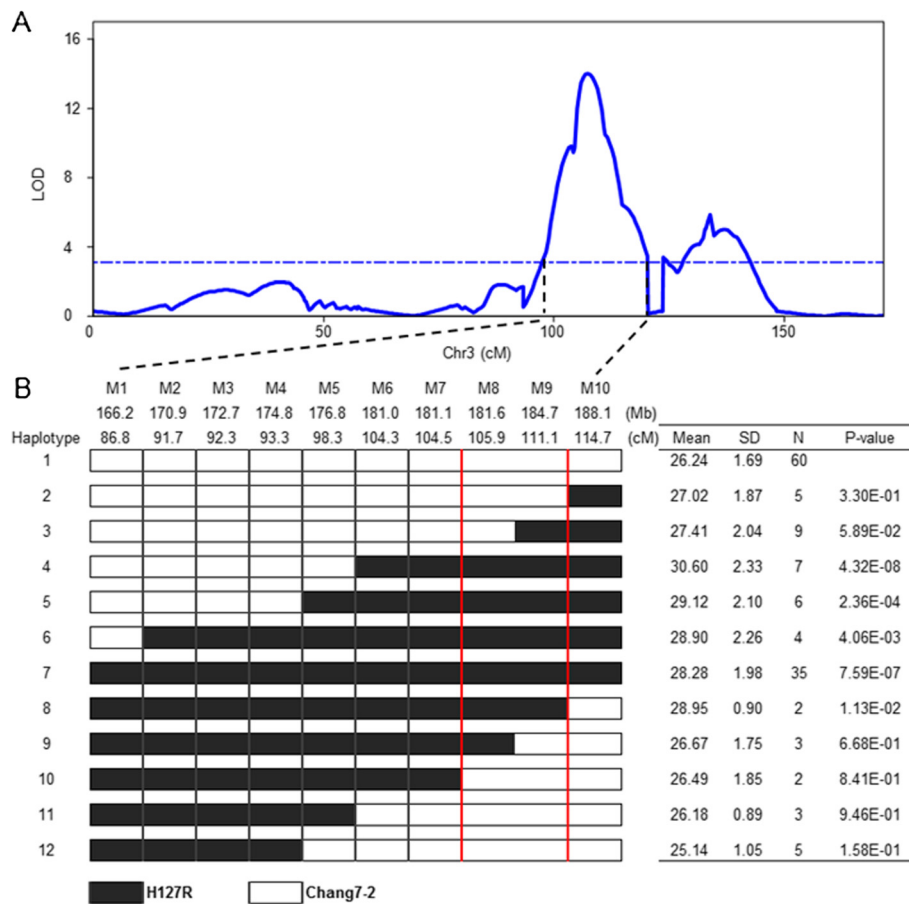 A
16
12
8
4
0
LOD
0 50 100 150
Chr3 (cM)
B
M1 M2 M3 M4 M5 M6 M7 M8 M9 M10
166.2 170.9 172.7 174.8 176.8 181.0 181.1 181.6 184.7 188.1 (Mb)
Haplotype 86.8 91.7 92.3 93.3 98.3 104.3 104.5 105.9 111.1 114.7 (cM) Mean SD N P-value
1 26.24 1.69 60
2 27.02 1.87 5 3.30E-01
3 27.41 2.04 9 5.89E-02
4 30.60 2.33 7 4.32E-08
5 29.12 2.10 6 2.36E-04
6 28.90 2.26 4 4.06E-03
7 28.28 1.98 35 7.59E-07
8 28.95 0.90 2 1.13E-02
9 26.67 1.75 3 6.68E-01
10 26.49 1.85 2 8.41E-01
11 26.18 0.89 3 9.46E-01
12 25.14 1.05 5 1.58E-01
H127R Chang7-2